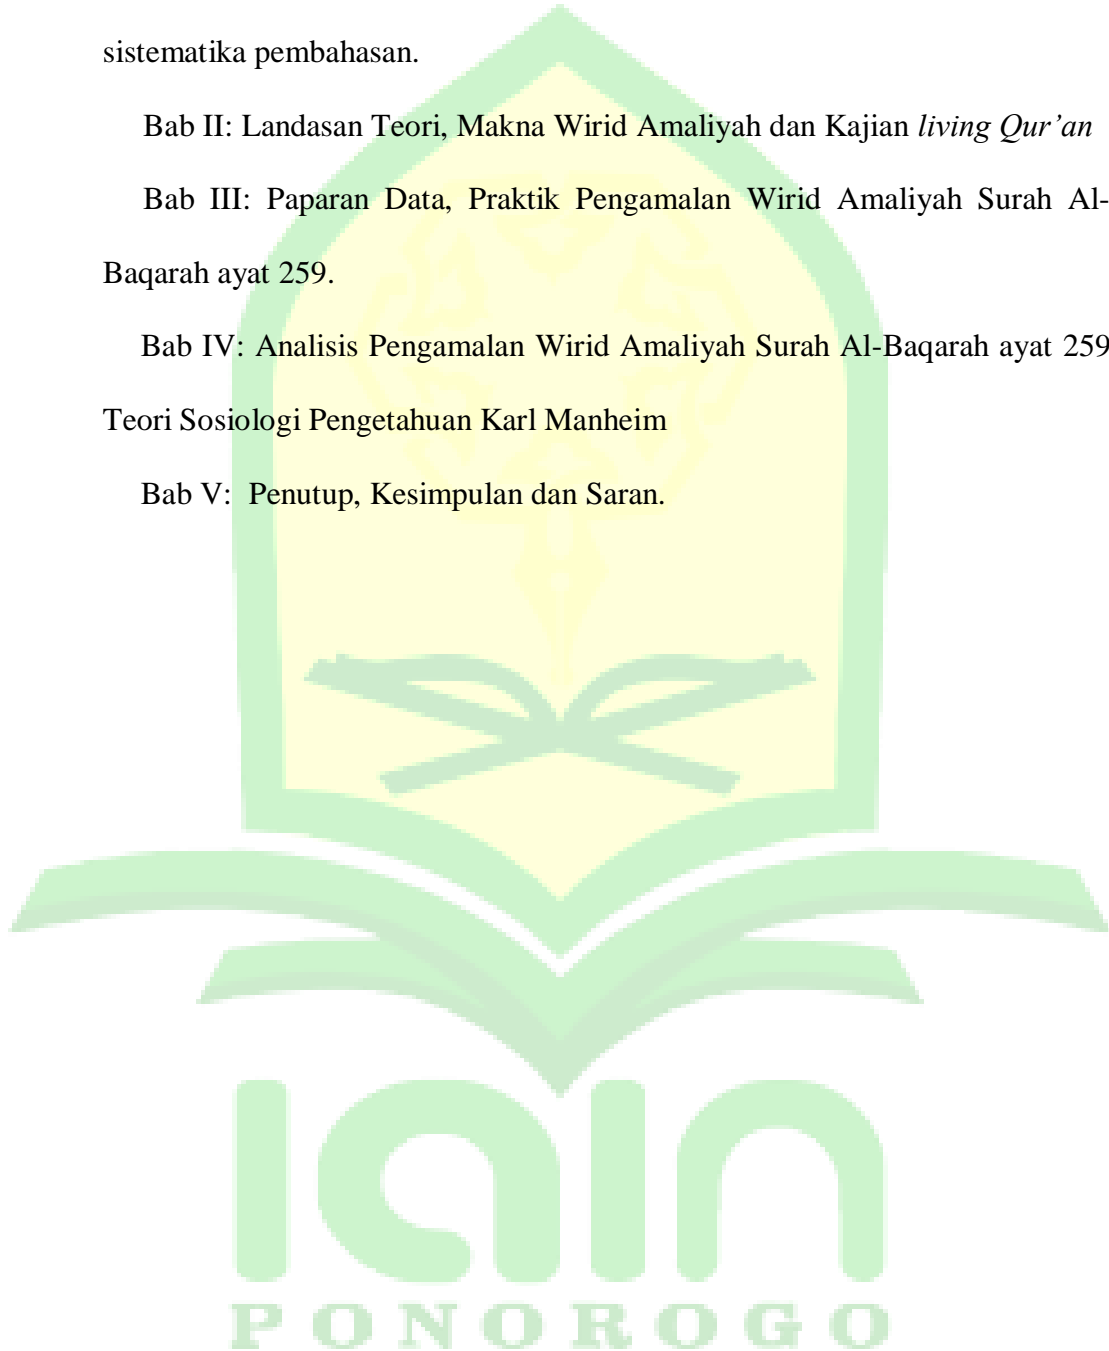 sistematika pembahasan.
Bab II: Landasan Teori, Makna Wirid Amaliyah dan Kajian living Qur’an
Bab III: Paparan Data, Praktik Pengamalan Wirid Amaliyah Surah Al-
Baqarah ayat 259.
Bab IV: Analisis Pengamalan Wirid Amaliyah Surah Al-Baqarah ayat 259
Teori Sosiologi Pengetahuan Karl Manheim
Bab V: Penutup, Kesimpulan dan Saran.
iain
PONOROGO